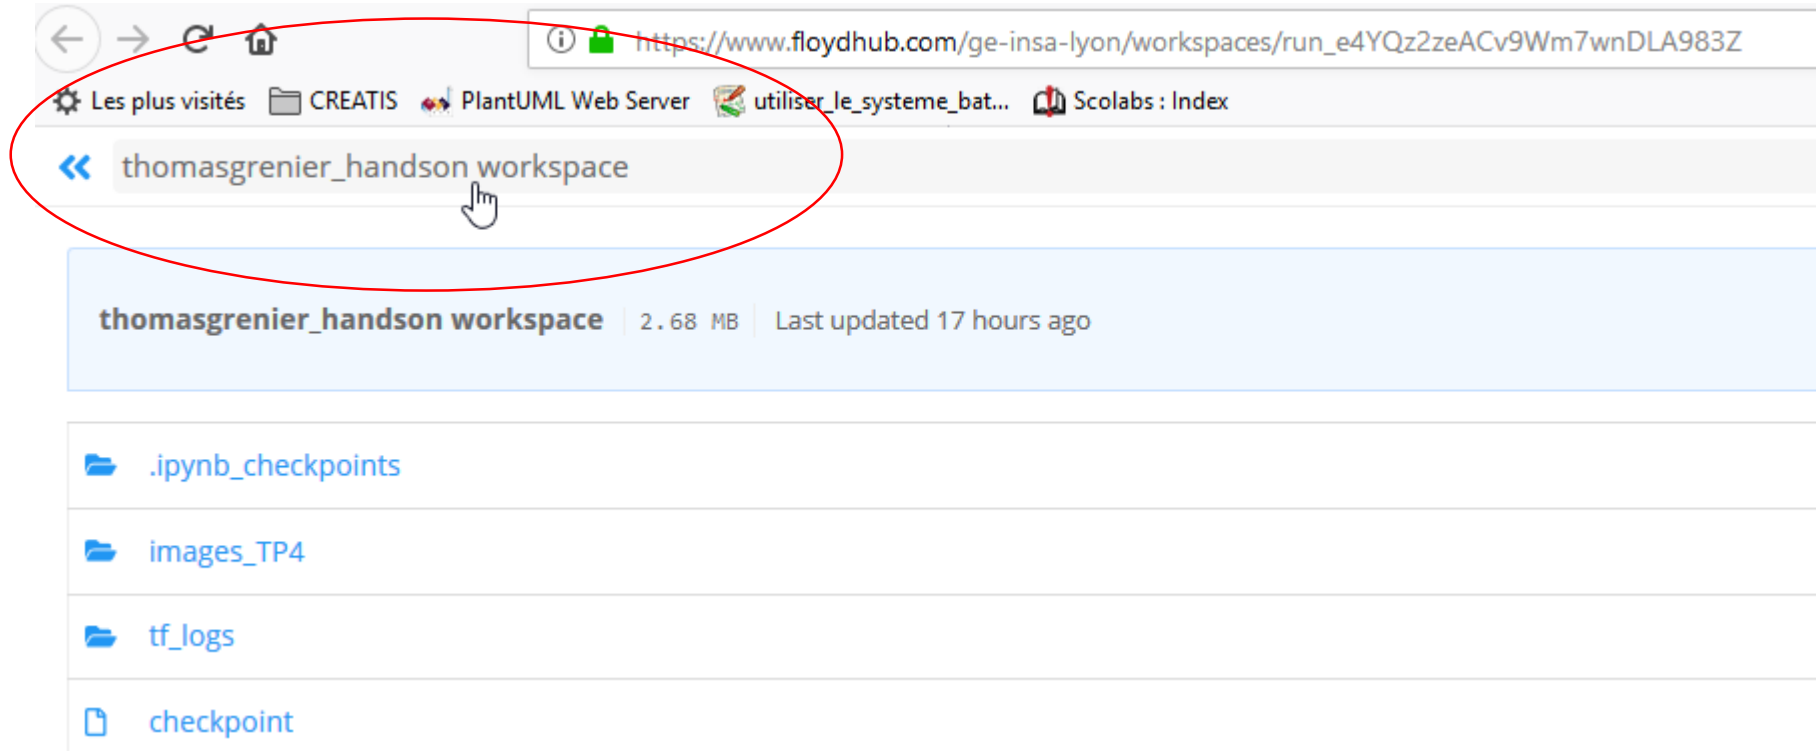 https://www.floydhub.com/ge-insa-lyon/workspaces/run_e4YQz2zeACv9Wm7wnDLA983Z
Les plus visités CREATIS PlantUML Web Server utiliser_le_systeme_bat... Scolabs : Index
thomasgrenier_handson workspace
thomasgrenier_handson workspace 2.68 MB Last updated 17 hours ago
.ipynb_checkpoints
images_TP4
tf_logs
checkpoint